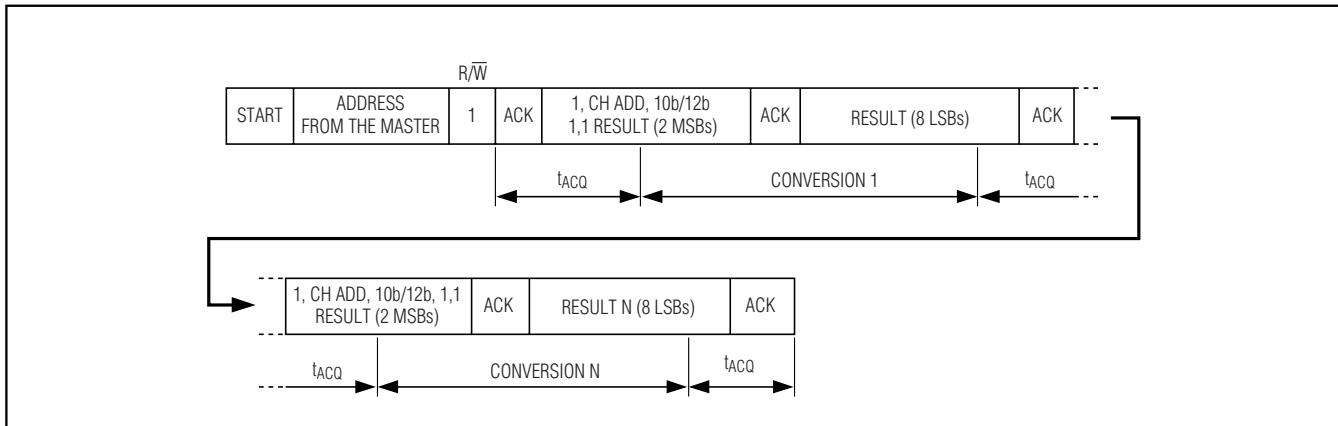 R/W̅
START
ADDRESS
FROM THE MASTER
1
ACK
1, CH ADD, 10b/12b
1,1 RESULT (2 MSBs)
ACK
RESULT (8 LSBs)
ACK
tACQ
CONVERSION 1
tACQ
1, CH ADD, 10b/12b, 1,1
RESULT (2 MSBs)
ACK
RESULT N (8 LSBs)
ACK
tACQ
CONVERSION N
tACQ